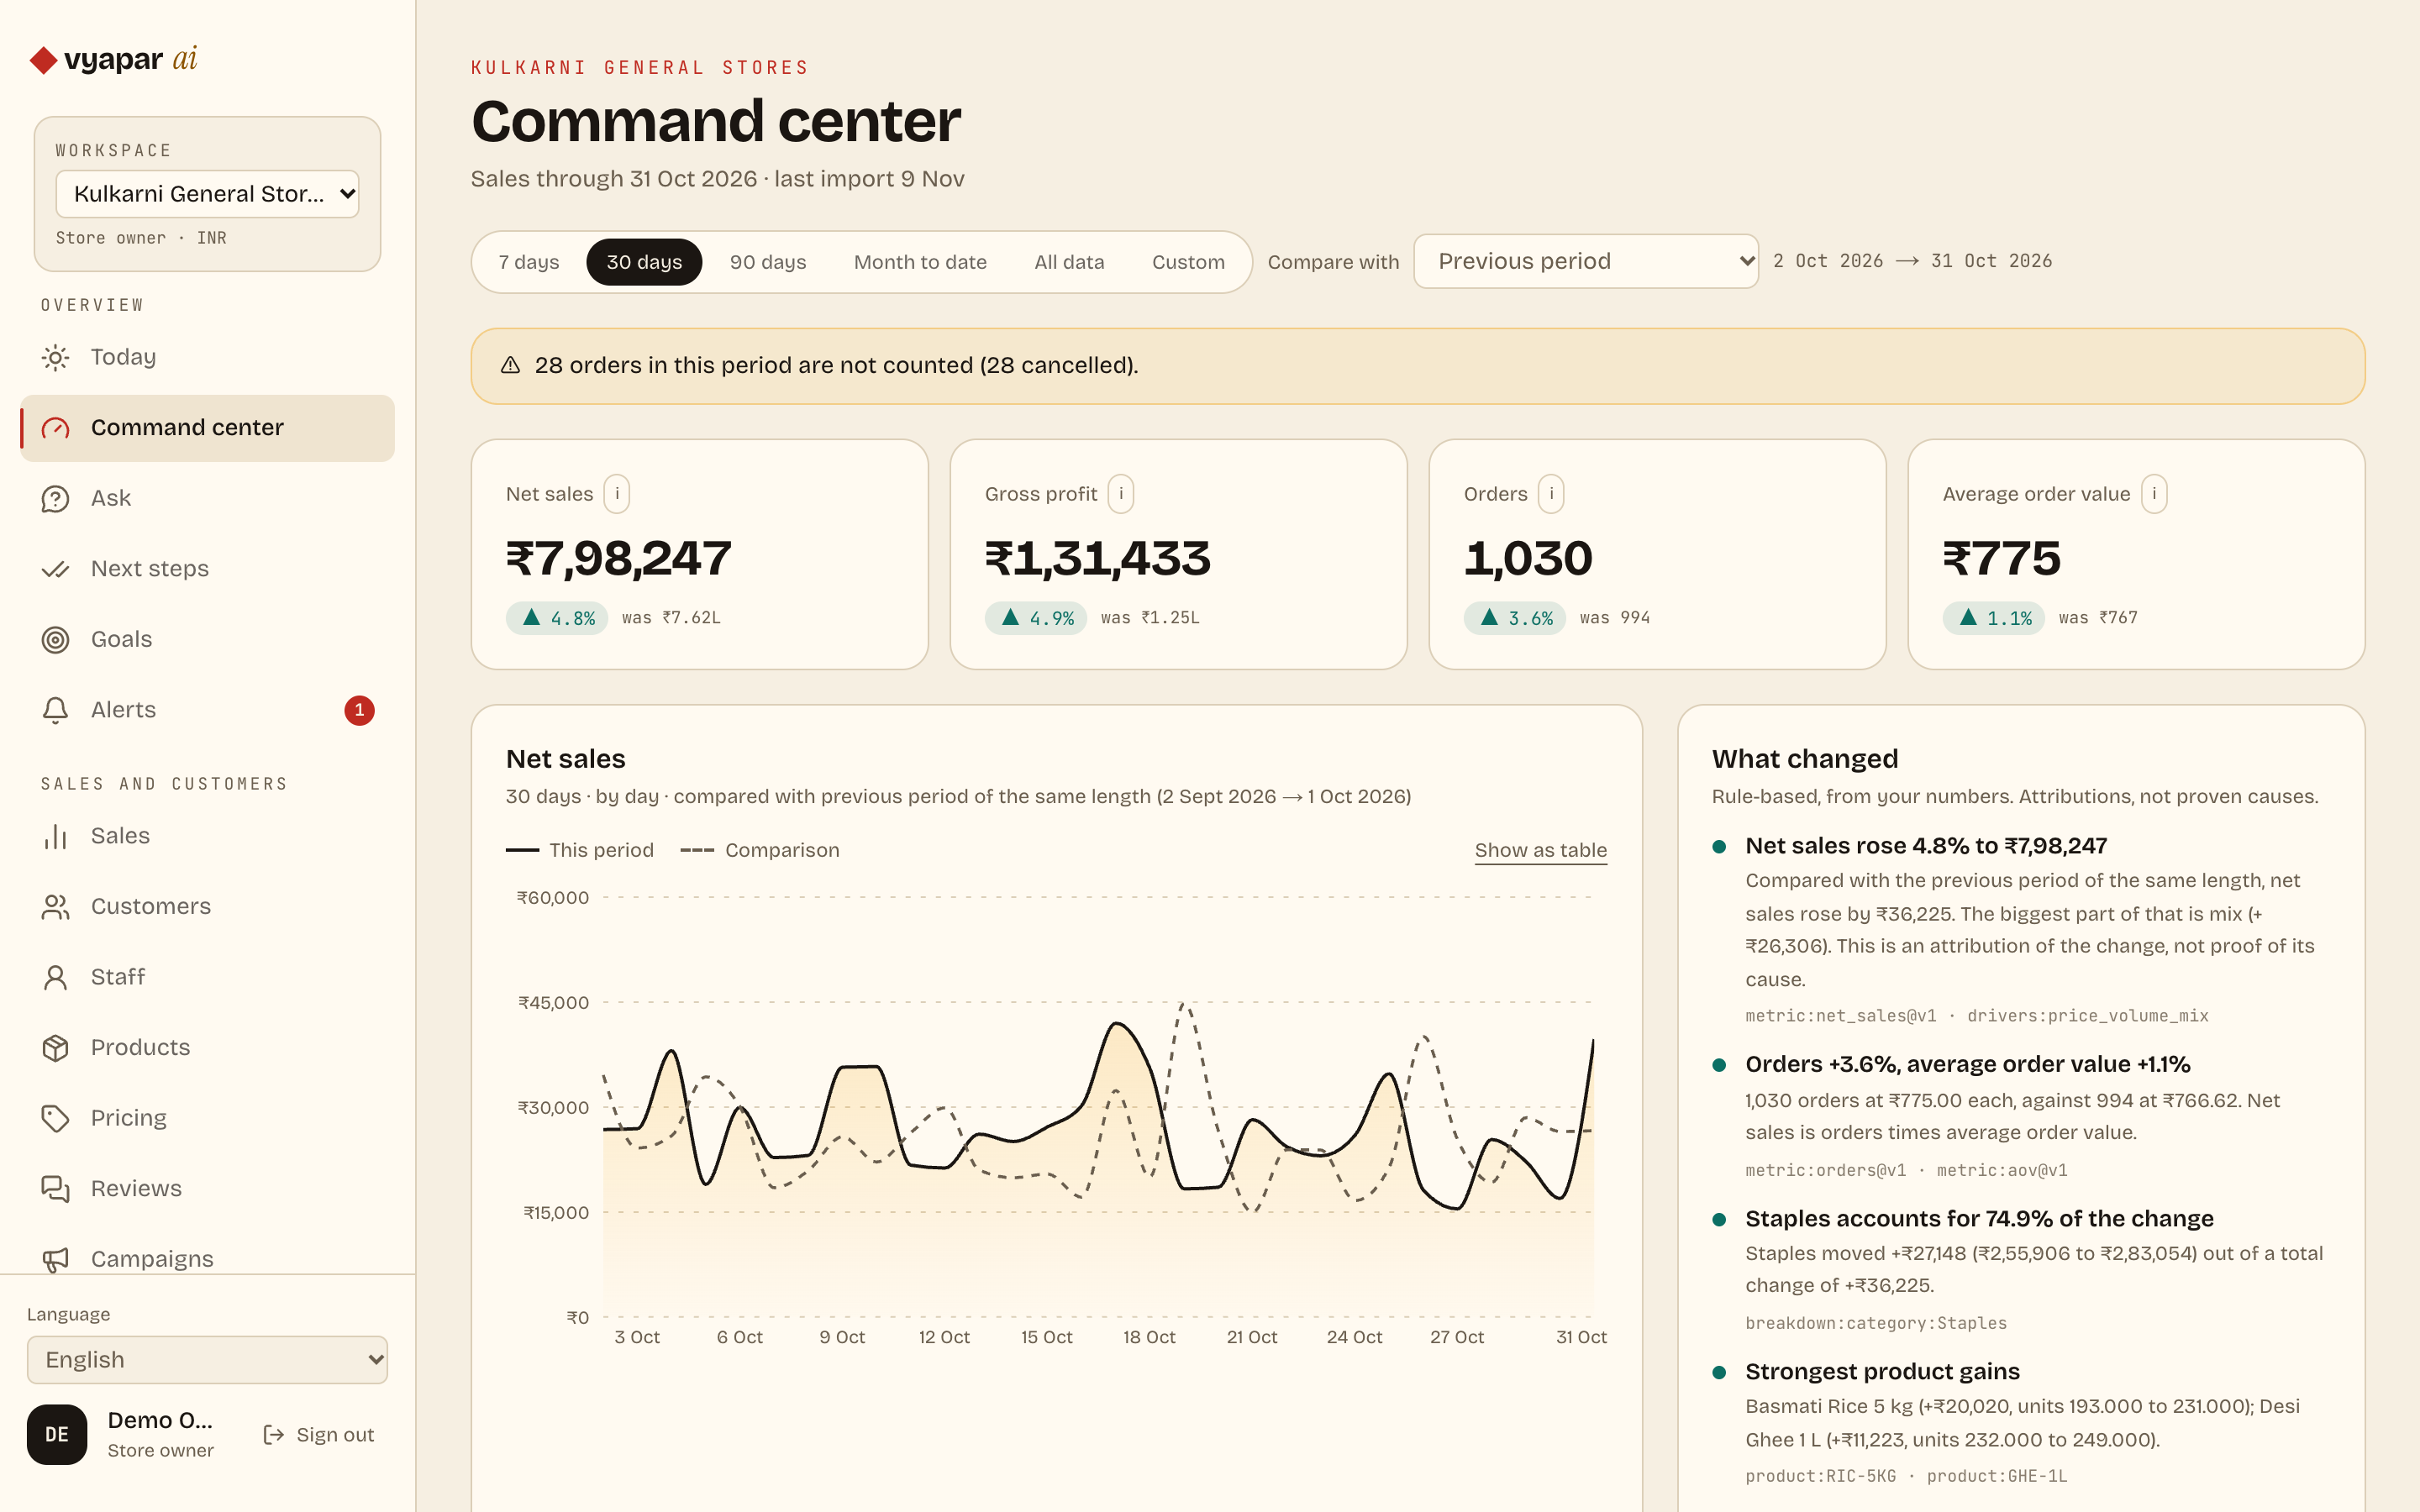 vyapar ai
WORKSPACE
Kulkarni General Stor...
Store owner · INR
OVERVIEW
Today
Command center
Ask
Next steps
Goals
Alerts 1
SALES AND CUSTOMERS
Sales
Customers
Staff
Products
Pricing
Reviews
Campaigns
Language
English
DE
Demo O...
Store owner
Sign out
KULKARNI GENERAL STORES
Command center
Sales through 31 Oct 2026 · last import 9 Nov
7 days 30 days 90 days Month to date All data Custom Compare with Previous period 2 Oct 2026 → 31 Oct 2026
28 orders in this period are not counted (28 cancelled).
Net sales i
₹7,98,247
▲ 4.8% was ₹7.62L
Gross profit i
₹1,31,433
▲ 4.9% was ₹1.25L
Orders i
1,030
▲ 3.6% was 994
Average order value i
₹775
▲ 1.1% was ₹767
Net sales
30 days · by day · compared with previous period of the same length (2 Sept 2026 → 1 Oct 2026)
This period Comparison Show as table
₹60,000
₹45,000
₹30,000
₹15,000
₹0
3 Oct 6 Oct 9 Oct 12 Oct 15 Oct 18 Oct 21 Oct 24 Oct 27 Oct 31 Oct
What changed
Rule-based, from your numbers. Attributions, not proven causes.
Net sales rose 4.8% to ₹7,98,247
Compared with the previous period of the same length, net
sales rose by ₹36,225. The biggest part of that is mix (+
₹26,306). This is an attribution of the change, not proof of its
cause.
metric:net_sales@v1 · drivers:price_volume_mix
Orders +3.6%, average order value +1.1%
1,030 orders at ₹775.00 each, against 994 at ₹766.62. Net
sales is orders times average order value.
metric:orders@v1 · metric:aov@v1
Staples accounts for 74.9% of the change
Staples moved +₹27,148 (₹2,55,906 to ₹2,83,054) out of a total
change of +₹36,225.
breakdown:category:Staples
Strongest product gains
Basmati Rice 5 kg (+₹20,020, units 193.000 to 231.000); Desi
Ghee 1 L (+₹11,223, units 232.000 to 249.000).
product:RIC-5KG · product:GHE-1L